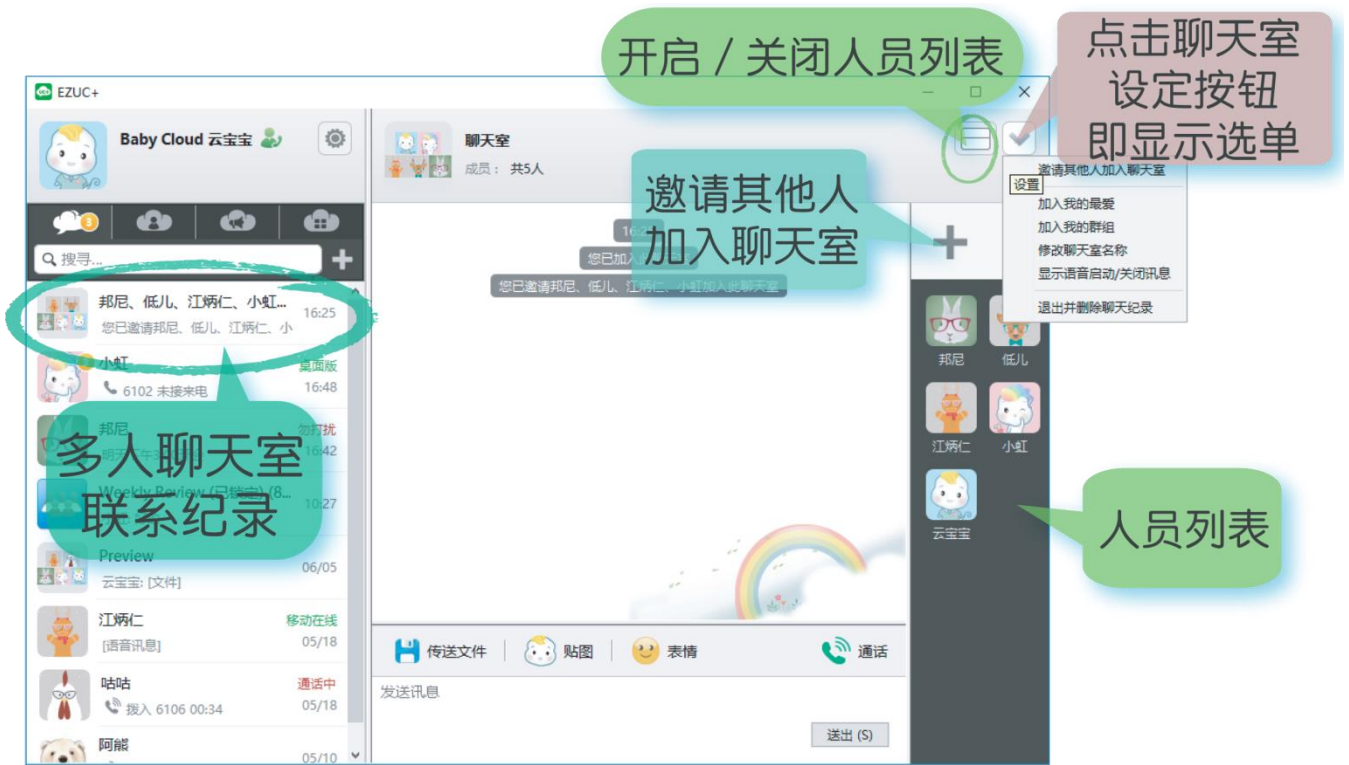 开启 / 关闭人员列表
点击聊天室
设定按钮
即显示选单
EZUC+
Baby Cloud 云宝宝
聊天室
成员： 共5人
邀请其他人
加入聊天室
邀请其他人加入聊天室
设置
加入我的最爱
加入我的群组
修改聊天室名称
显示语音启动/关闭讯息
退出并删除聊天纪录
3
搜寻...
您已加入
您已邀请邦尼、低儿、江炳仁、小虹加入此聊天室
邦尼、低儿、江炳仁、小虹...
16:25
您已邀请邦尼、低儿、江炳仁、小
小虹
桌面版
6102 未接来电
16:48
邦尼
勿打扰
16:42
多人聊天室
联系纪录
Weekly Review (已锁定) (8...
10:27
Preview
06/05
云宝宝: [文件]
江炳仁
移动在线
[语音讯息]
05/18
咕咕
通话中
拨入 6106 00:34
05/18
阿熊
05/10
邦尼
低儿
江炳仁
小虹
云宝宝
人员列表
传送文件
贴图
表情
通话
发送讯息
送出 (S)